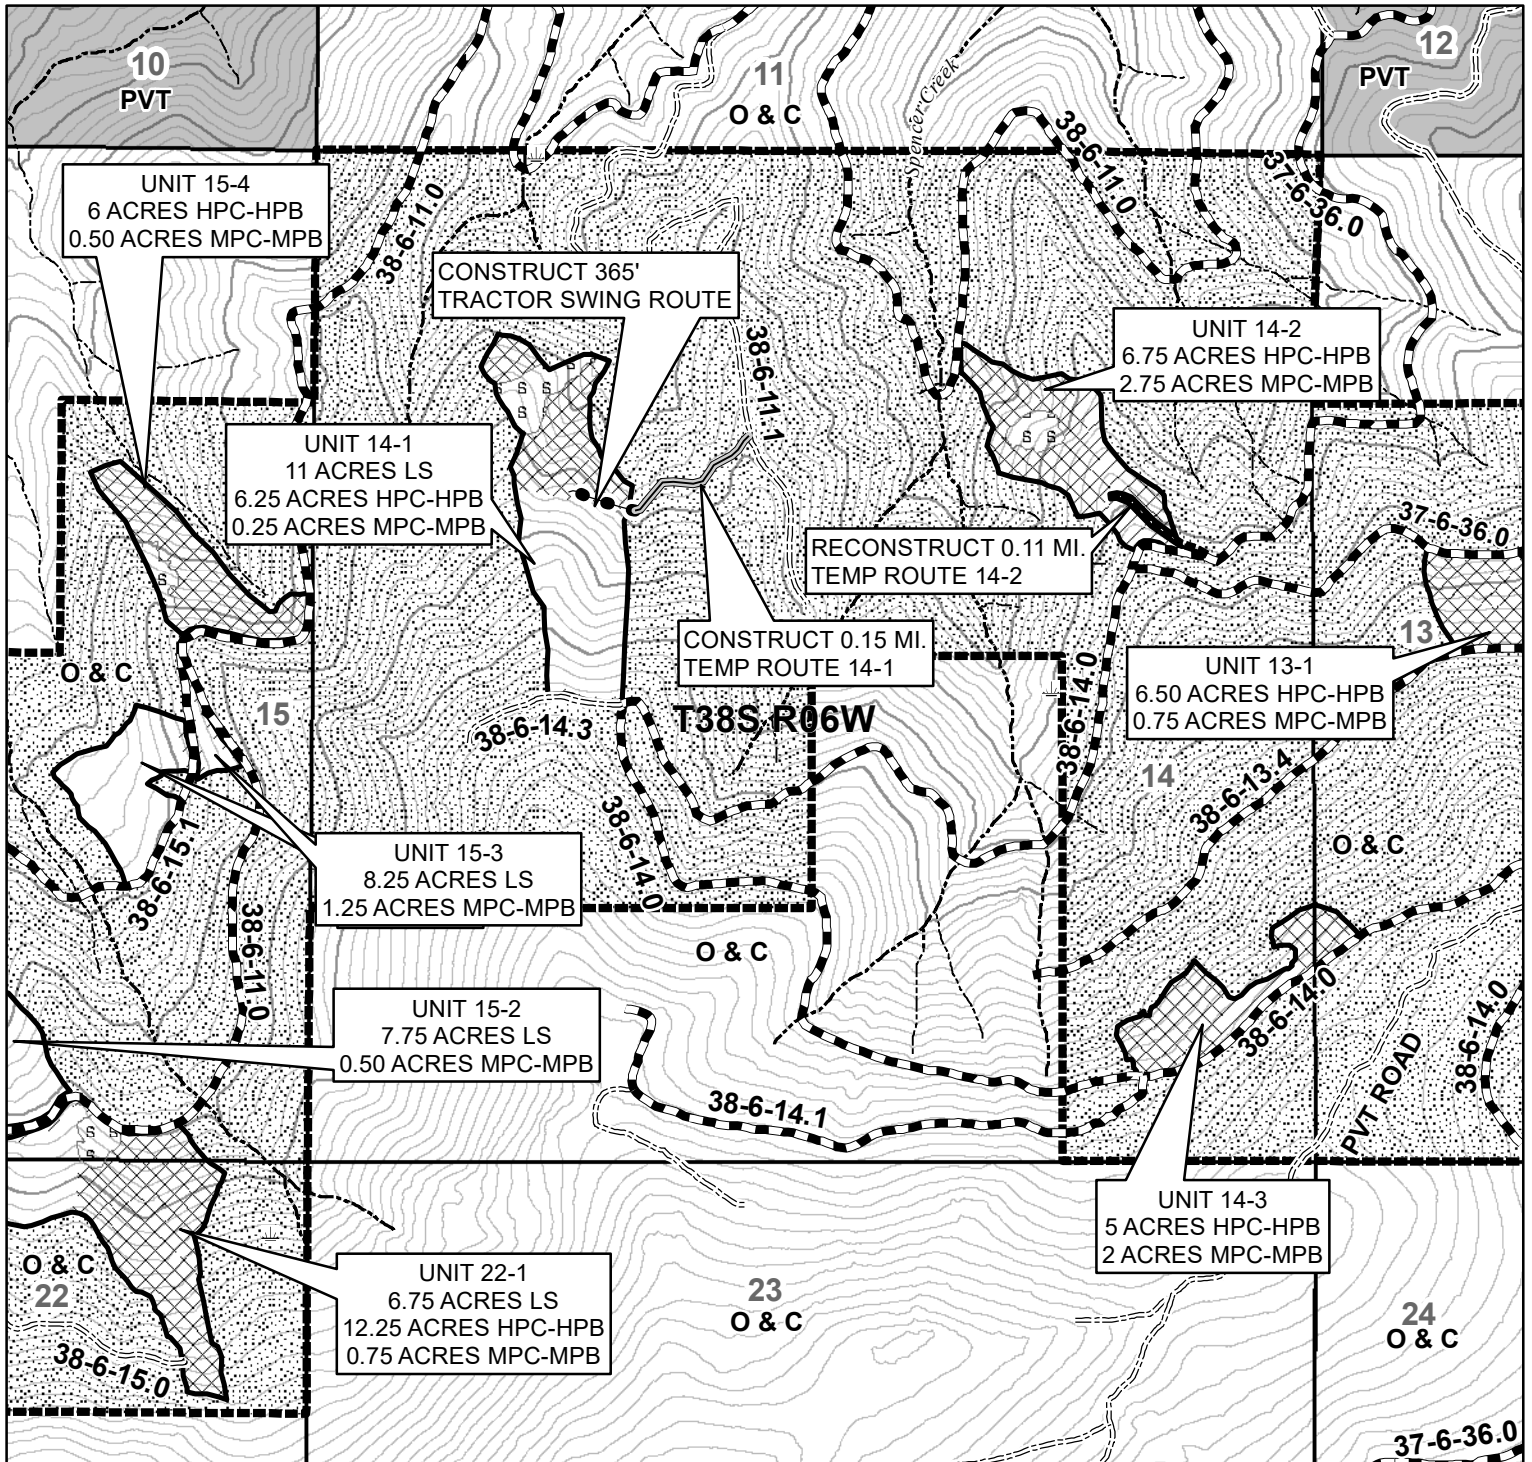 10
PVT
11
O & C
12
PVT
Spencer Creek
38-6-11.0
37-6-36.0
38-6-11.0
UNIT 15-4
6 ACRES HPC-HPB
0.50 ACRES MPC-MPB
CONSTRUCT 365'
TRACTOR SWING ROUTE
38-6-11.1
UNIT 14-2
6.75 ACRES HPC-HPB
2.75 ACRES MPC-MPB
S S
S S
S
S S
UNIT 14-1
11 ACRES LS
6.25 ACRES HPC-HPB
0.25 ACRES MPC-MPB
37-6-36.0
RECONSTRUCT 0.11 MI.
TEMP ROUTE 14-2
S
CONSTRUCT 0.15 MI.
TEMP ROUTE 14-1
13
UNIT 13-1
6.50 ACRES HPC-HPB
0.75 ACRES MPC-MPB
O & C
15
38-6-14.3
T38S R06W
38-6-14.0
14
38-6-13.4
38-6-14.0
38-6-15.1
UNIT 15-3
8.25 ACRES LS
1.25 ACRES MPC-MPB
O & C
38-6-11.0
O & C
38-6-14.0
UNIT 15-2
7.75 ACRES LS
0.50 ACRES MPC-MPB
38-6-14.0
PVT ROAD
38-6-14.1
S S
S
UNIT 14-3
5 ACRES HPC-HPB
2 ACRES MPC-MPB
O & C
22
UNIT 22-1
6.75 ACRES LS
12.25 ACRES HPC-HPB
0.75 ACRES MPC-MPB
23
O & C
24
O & C
38-6-15.0
37-6-36.0